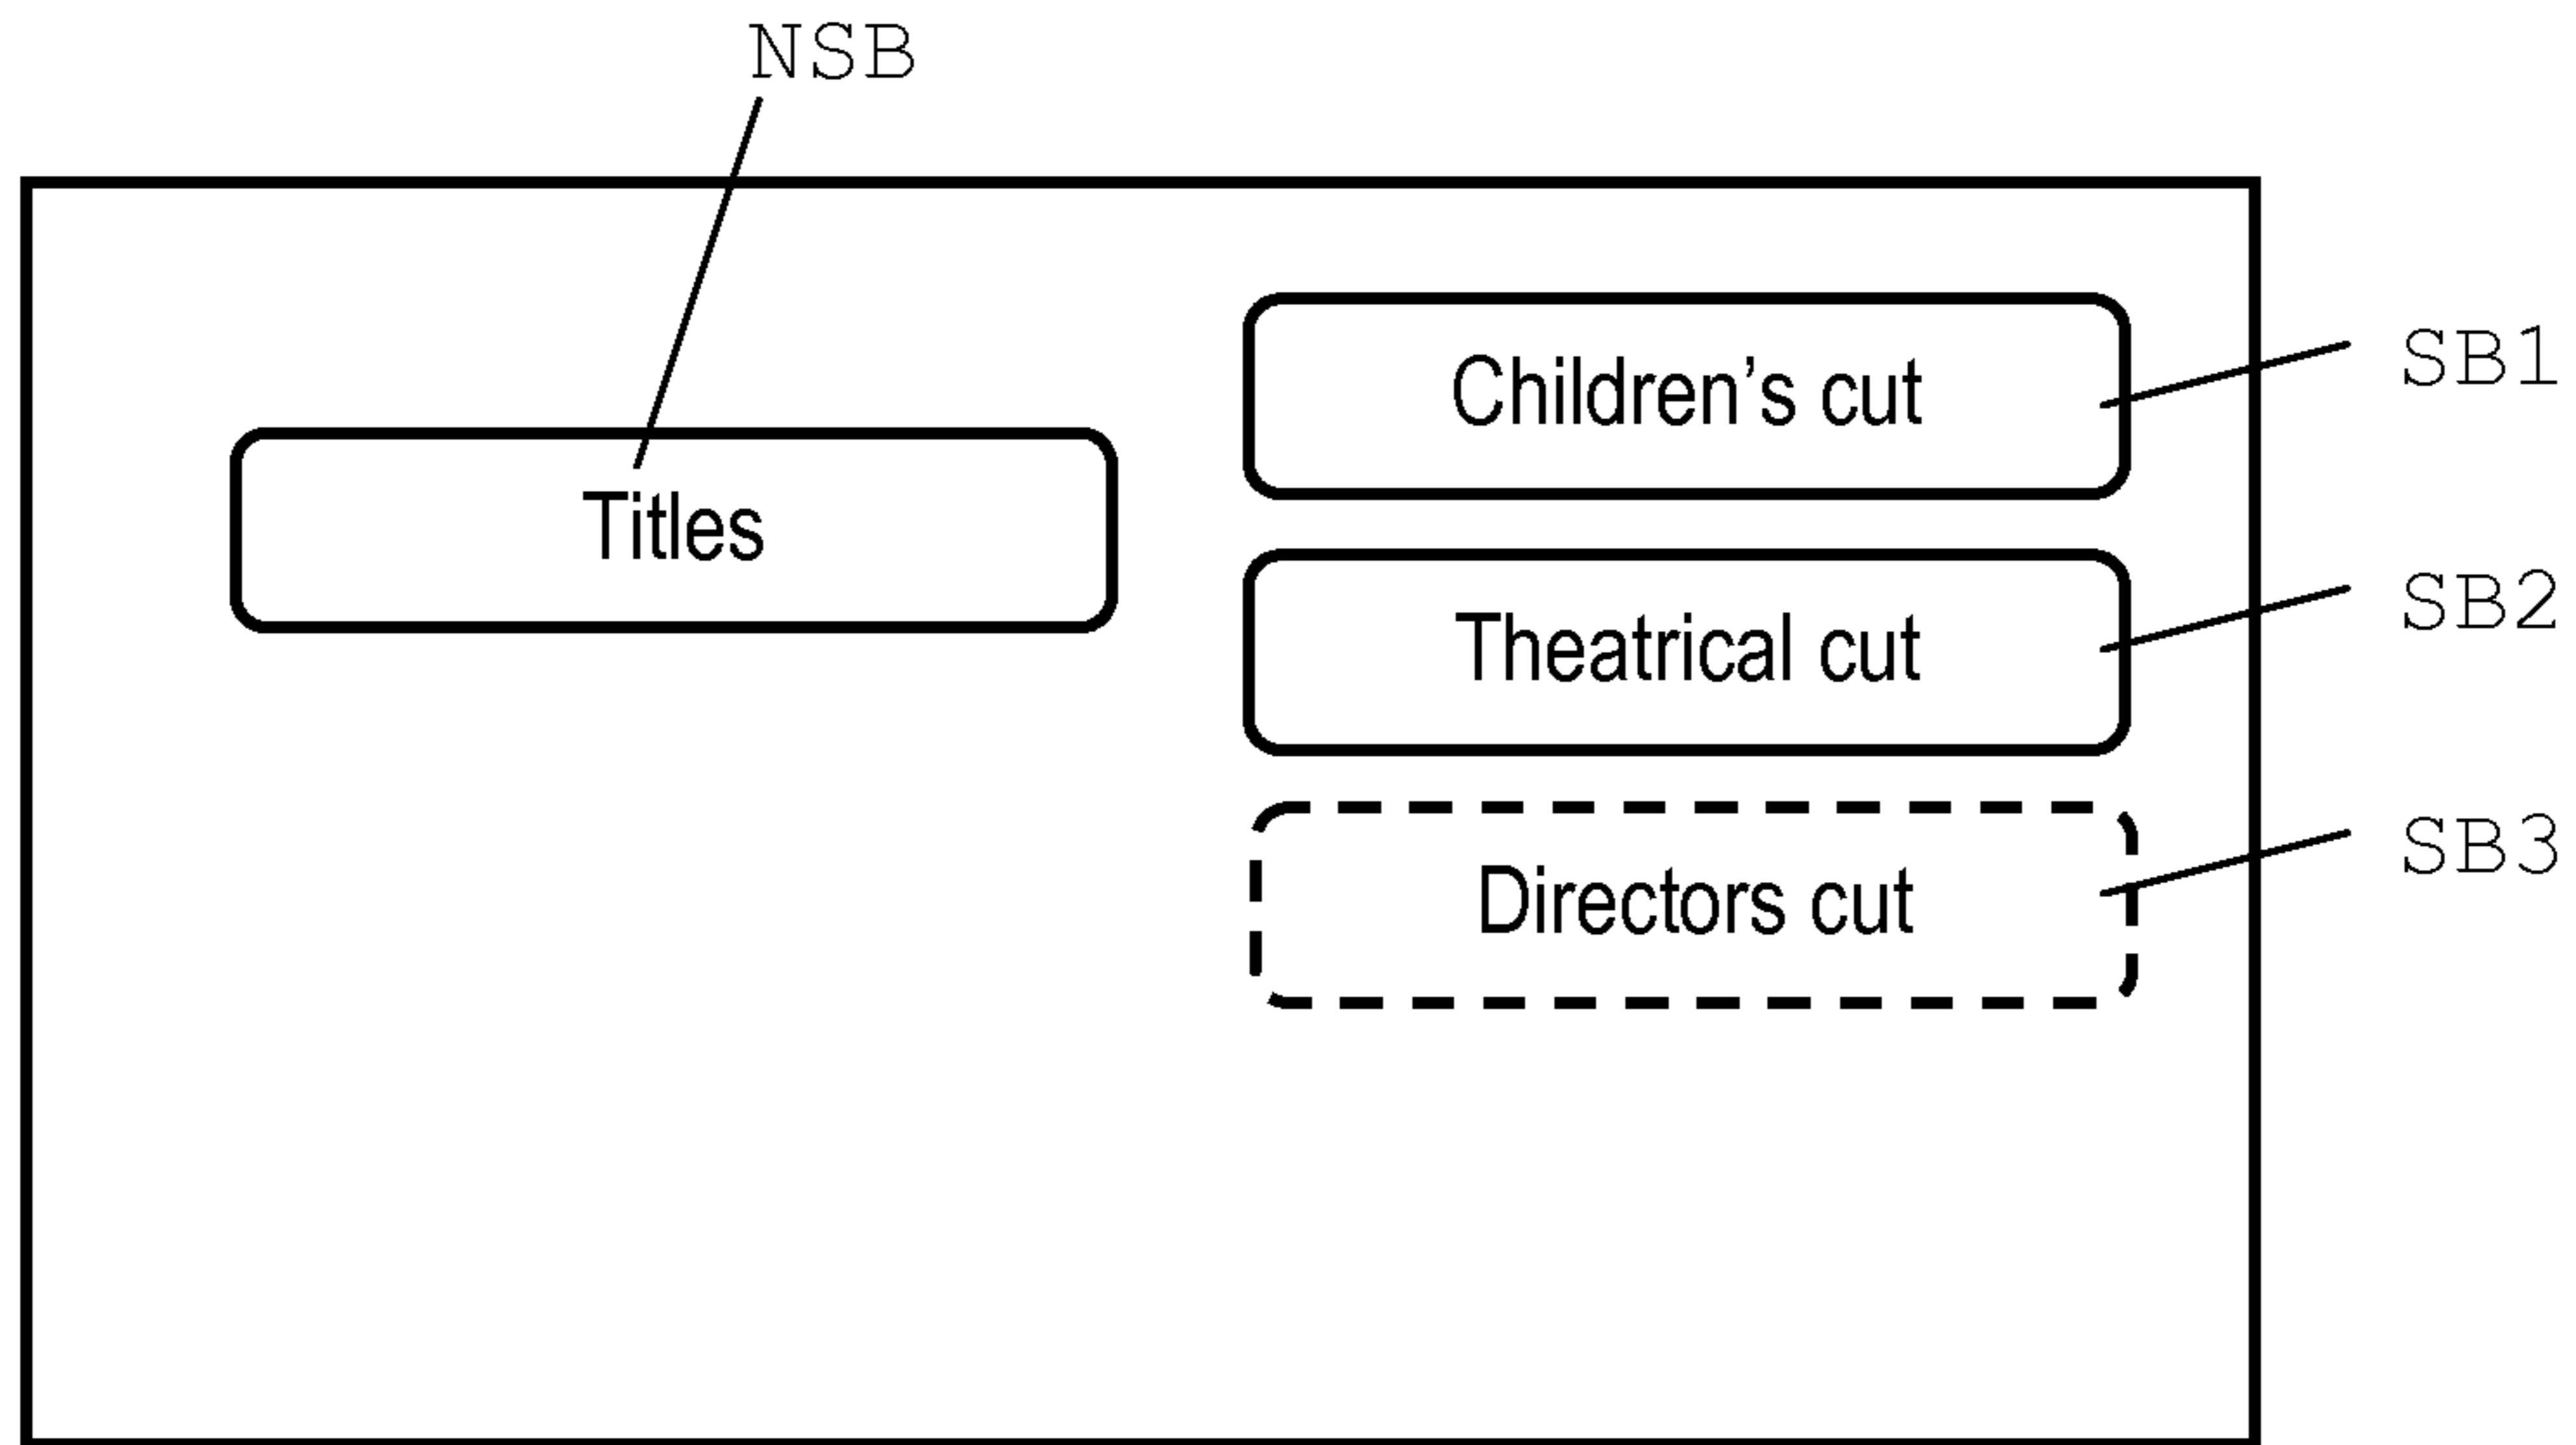 NSB
Children’s cut
SB1
Titles
Theatrical cut
SB2
Directors cut
SB3